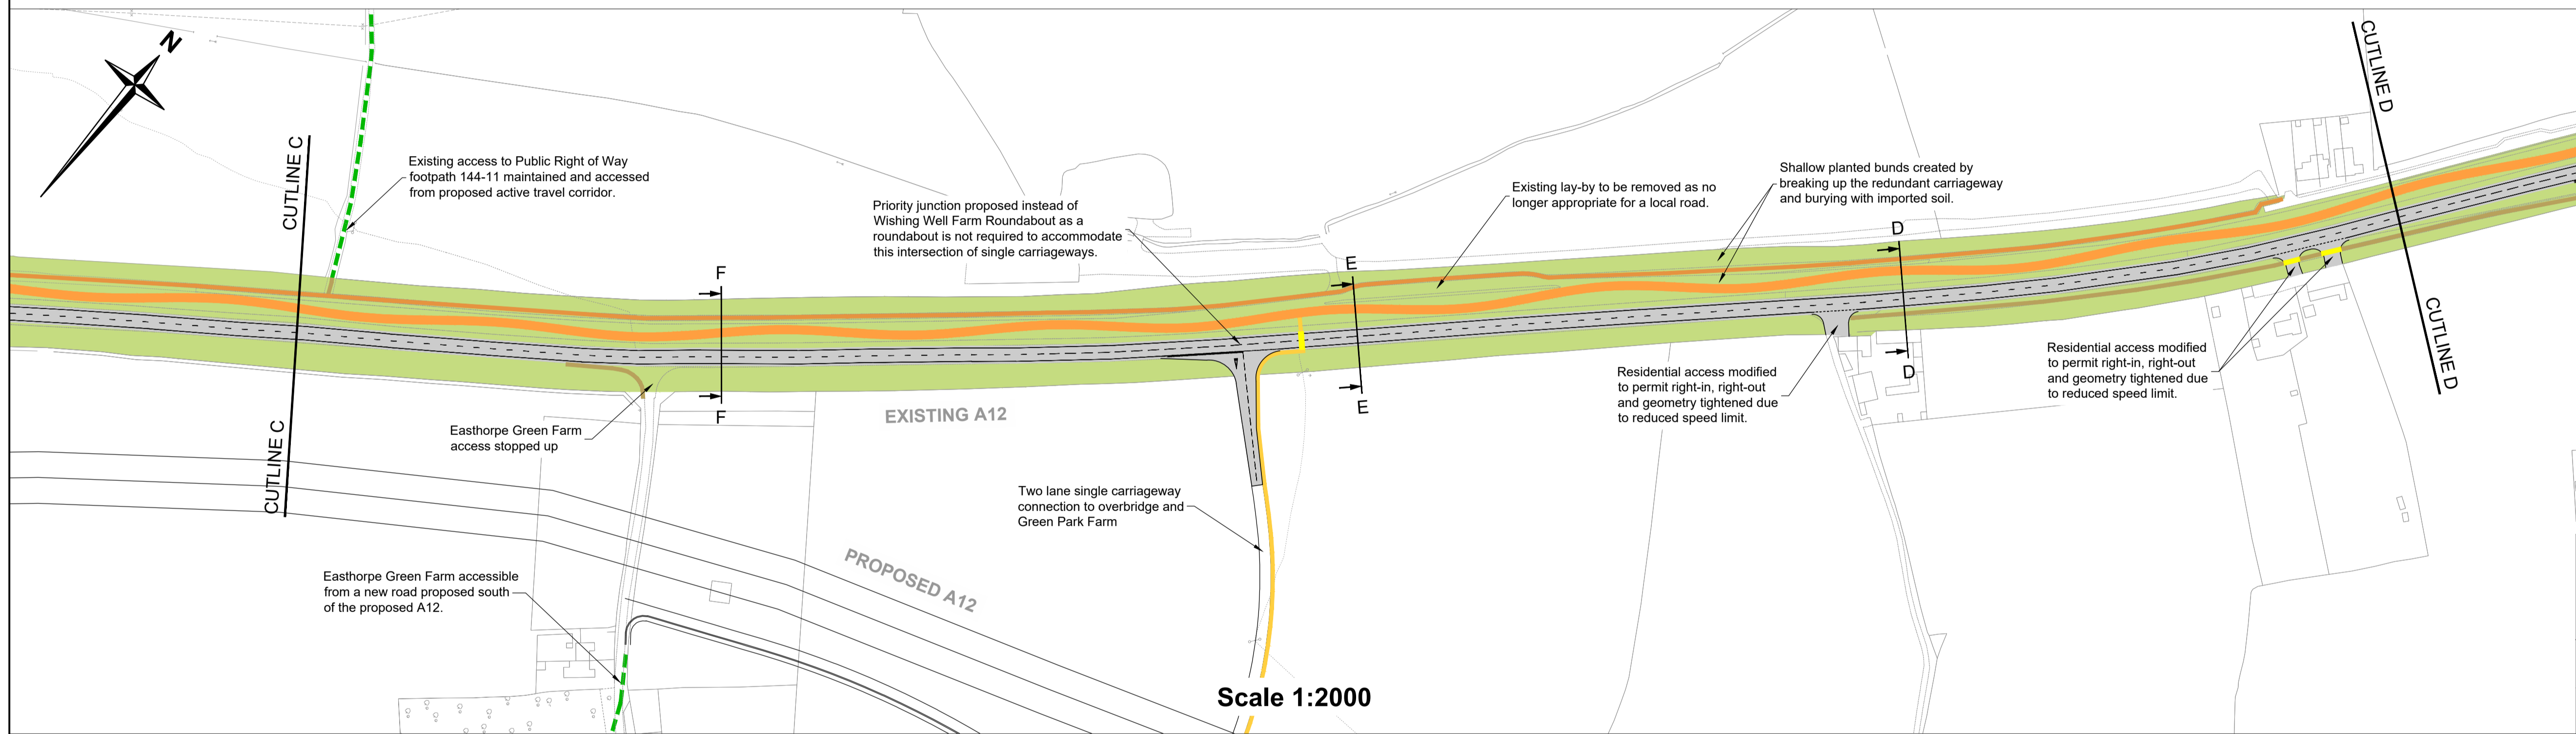 N
CUTLINE C
CUTLINE C
Existing access to Public Right of Way
footpath 144-11 maintained and accessed
from proposed active travel corridor.
F
F
Easthorpe Green Farm
access stopped up
Easthorpe Green Farm accessible
from a new road proposed south
of the proposed A12.
EXISTING A12
PROPOSED A12
Priority junction proposed instead of
Wishing Well Farm Roundabout as a
roundabout is not required to accommodate
this intersection of single carriageways.
Two lane single carriageway
connection to overbridge and
Green Park Farm
E
E
Existing lay-by to be removed as no
longer appropriate for a local road.
Shallow planted bunds created by
breaking up the redundant carriageway
and burying with imported soil.
D
D
Residential access modified
to permit right-in, right-out
and geometry tightened due
to reduced speed limit.
Residential access modified
to permit right-in, right-out
and geometry tightened due
to reduced speed limit.
CUTLINE D
CUTLINE D
Scale 1:2000